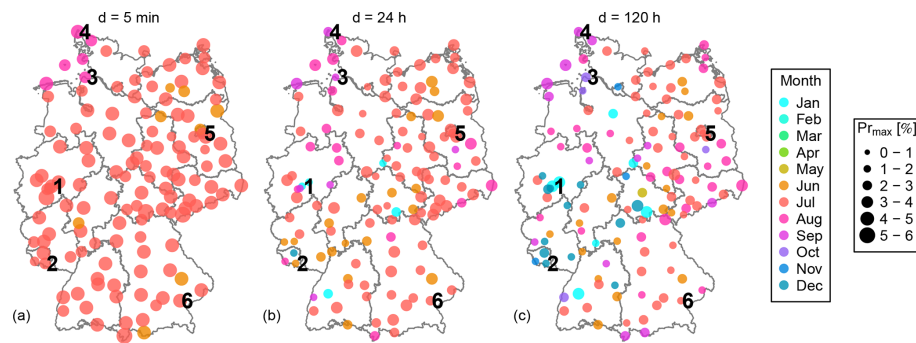 d = 5 min
d = 24 h
d = 120 h
4
3
5
1
2
6
(a)
4
3
5
1
2
6
(b)
4
3
5
1
2
6
(c)
Month
Jan
Feb
Mar
Apr
May
Jun
Jul
Aug
Sep
Oct
Nov
Dec
Prmax [%]
0 – 1
1 – 2
2 – 3
3 – 4
4 – 5
5 – 6